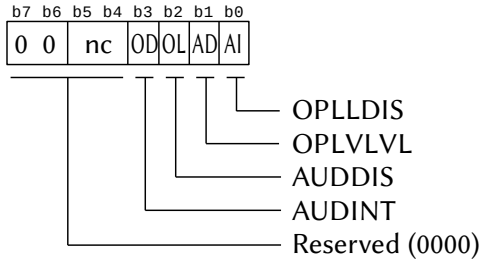 b7 b6 b5 b4 b3 b2 b1 b0
0 0 nc OD OL AD AI
OPLLDIS
OPLVLVL
AUDDIS
AUDINT
Reserved (0000)